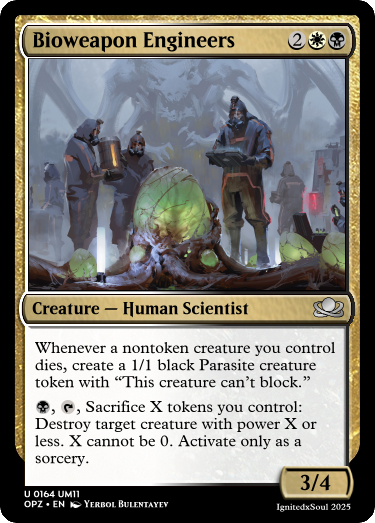 Bioweapon Engineers 2
Creature — Human Scientist
Whenever a nontoken creature you control
dies, create a 1/1 black Parasite creature
token with “This creature can’t block.”
, , Sacrifice X tokens you control:
Destroy target creature with power X or
less. X cannot be 0. Activate only as a
sorcery.
3/4
U 0164 UM11
OPZ • EN Yerbol Bulentayev
IgnitedxSoul 2025